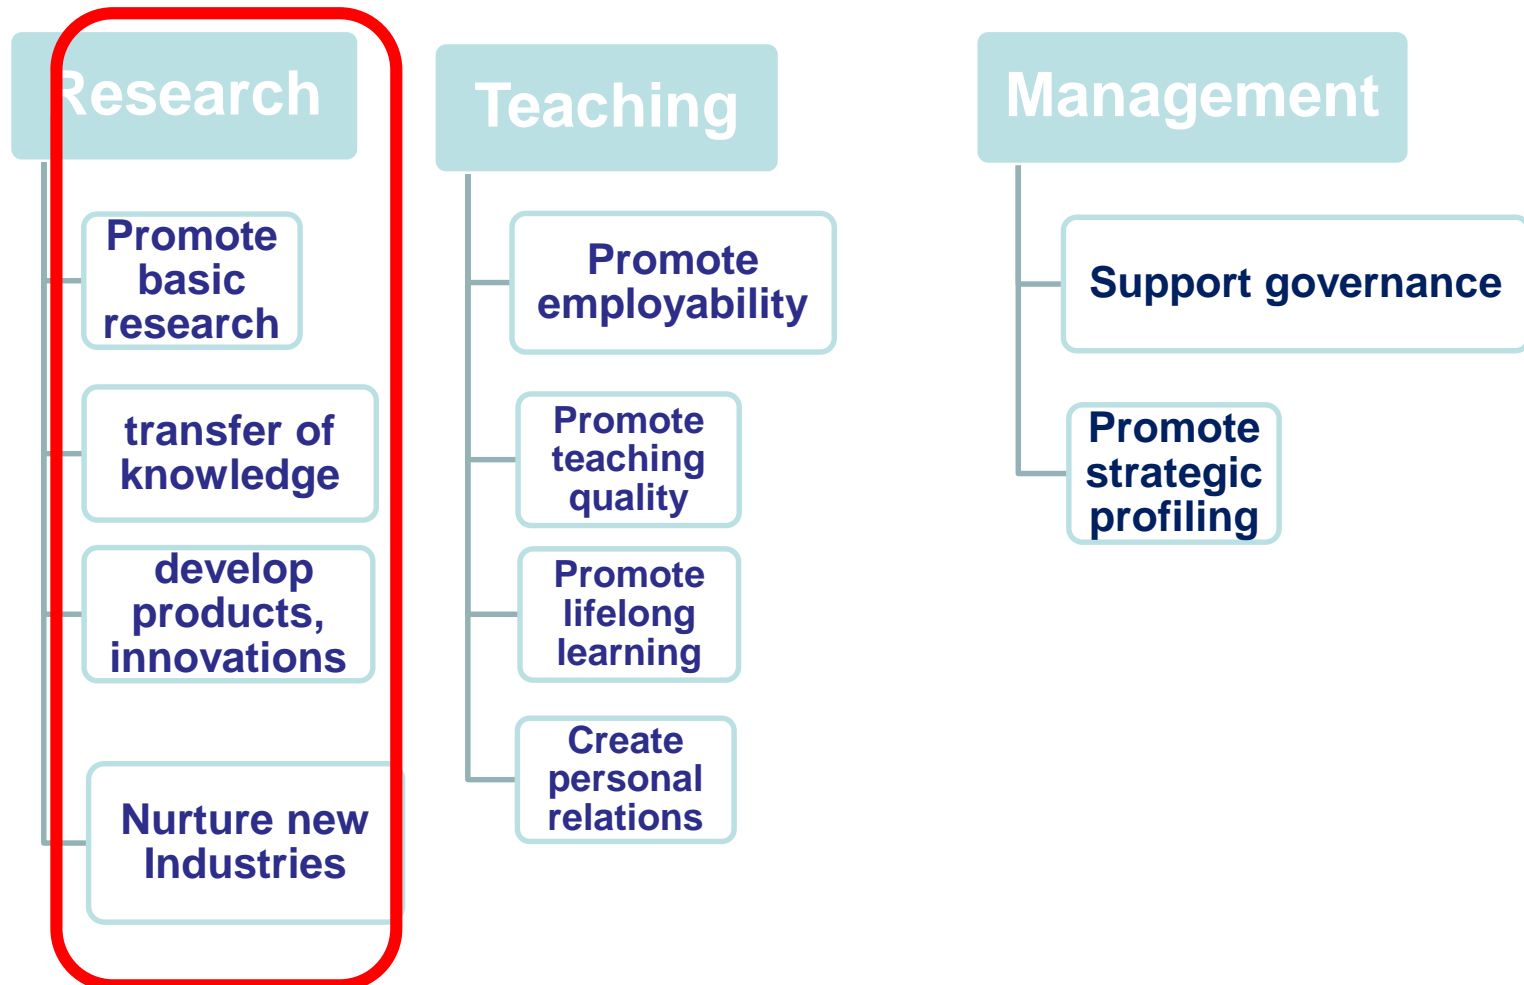 Research
Promote
basic
research
transfer of
knowledge
develop
products,
innovations
Nurture new
Industries
Teaching
Promote
employability
Promote
teaching
quality
Promote
lifelong
learning
Create
personal
relations
Management
Support governance
Promote
strategic
profiling